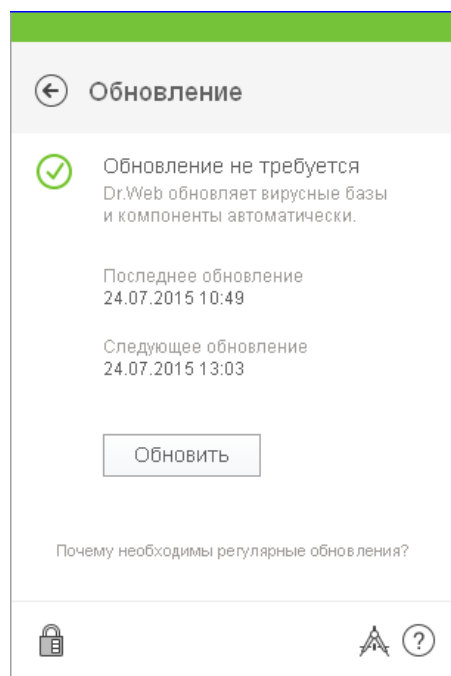 Обновление
Обновление не требуется
Dr.Web обновляет вирусные базы
и компоненты автоматически.
Последнее обновление
24.07.2015 10:49
Следующее обновление
24.07.2015 13:03
Обновить
Почему необходимы регулярные обновления?
?